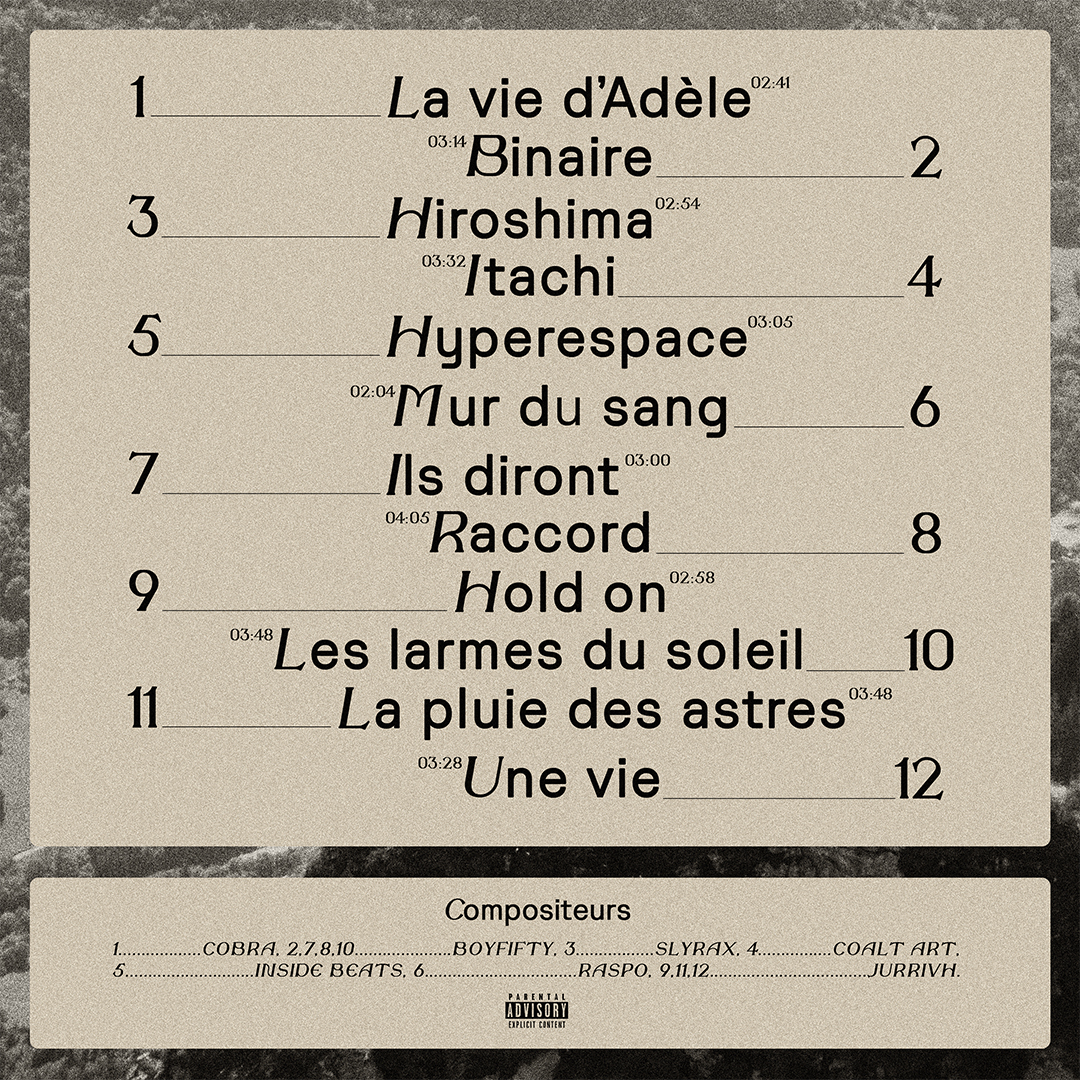 1 La vie d’Adèle 02:41
03:14 Binaire 2
3 Hiroshima 02:54
03:32 Itachi 4
5 Hyperespace 03:05
02:04 Mur du sang 6
7 Ils diront 03:00
04:05 Raccord 8
9 Hold on 02:58
03:48 Les larmes du soleil 10
11 La pluie des astres 03:48
03:28 Une vie 12
Compositeurs
1................COBRA, 2,7,8,10...................BOYFIFTY, 3...............SLYRAX, 4..............COALT ART,
5.........................INSIDE BEATS, 6.............................RASPO, 9,11,12..............................JURRIVH.
PARENTAL
ADVISORY
EXPLICIT CONTENT